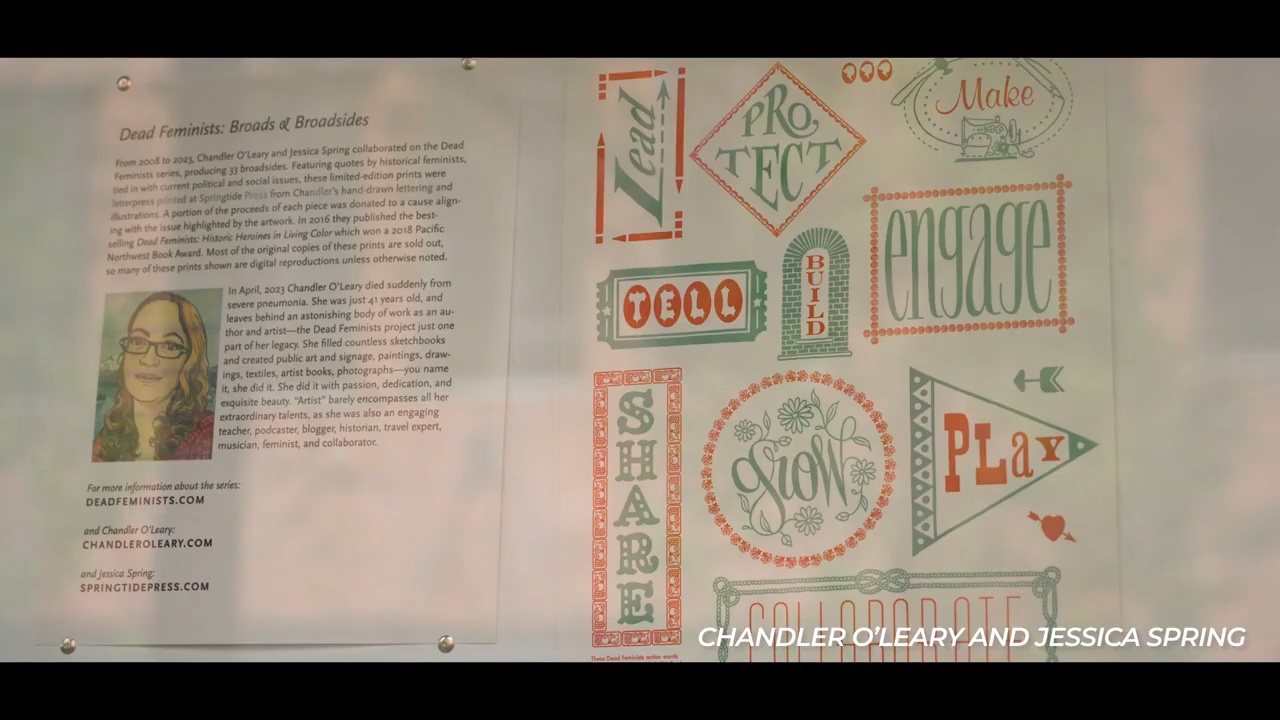 Dead Feminists: Broads & Broadsides
From 2008 to 2023, Chandler O'Leary and Jessica Spring collaborated on the Dead
Feminists series, producing 33 broadsides. Featuring quotes by historical feminists,
tied in with current political and social issues, these limited-edition prints were
letterpress printed at Springtide Press from Chandler's hand-drawn lettering and
illustrations. A portion of the proceeds of each piece was donated to a cause align-
ing with the issue highlighted by the artwork. In 2016 they published the best-
selling Dead Feminists: Historic Heroines in Living Color which won a 2018 Pacific
Northwest Book Award. Most of the original copies of these prints are sold out,
so many of these prints shown are digital reproductions unless otherwise noted.
In April, 2023 Chandler O'Leary died suddenly from
severe pneumonia. She was just 41 years old, and
leaves behind an astonishing body of work as an au-
thor and artist—the Dead Feminists project just one
part of her legacy. She filled countless sketchbooks
and created public art and signage, paintings, draw-
ings, textiles, artist books, photographs—you name
it, she did it. She did it with passion, dedication, and
exquisite beauty. "Artist" barely encompasses all her
extraordinary talents, as she was also an engaging
teacher, podcaster, blogger, historian, travel expert,
musician, feminist, and collaborator.
For more information about the series:
DEADFEMINISTS.COM
and Chandler O'Leary:
CHANDLEROLEARY.COM
and Jessica Spring:
SPRINGTIDEPRESS.COM
Lead
PRO,
TECT
Make
TELL
BUILD
engage
SHARE
grow
PLay
COLLABORATE
These Dead Feminists action words
CHANDLER O'LEARY AND JESSICA SPRING